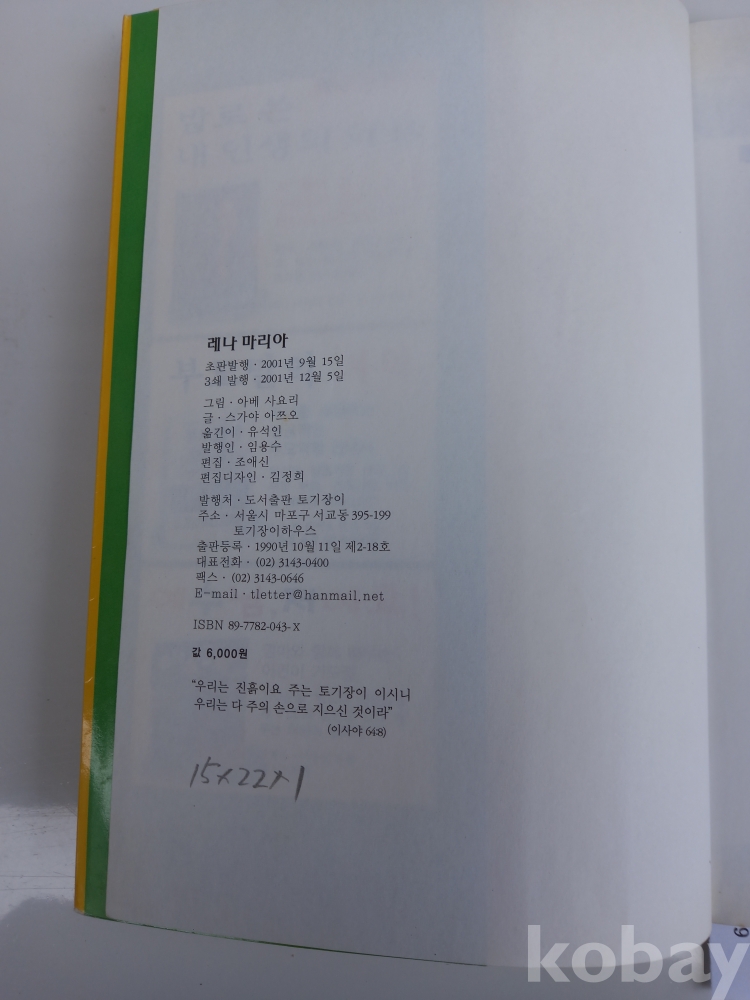 레나 마리아
초판발행 · 2001년 9월 15일
3쇄 발행 · 2001년 12월 5일
그림 · 아베 사요리
글 · 스가야 아쯔오
옮긴이 · 유석인
발행인 · 임용수
편집 · 조애신
편집디자인 · 김정희
발행처 · 도서출판 토기장이
주소 · 서울시 마포구 서교동 395-199
토기장이하우스
출판등록 · 1990년 10월 11일 제2-18호
대표전화 · (02) 3143-0400
팩스 · (02) 3143-0646
E-mail · tletter@hanmail.net
ISBN 89-7782-043-X
값 6,000원
“우리는 진흙이요 주는 토기장이 이시니
우리는 다 주의 손으로 지으신 것이라”
(이사야 64:8)
15×22×1
6
kobay